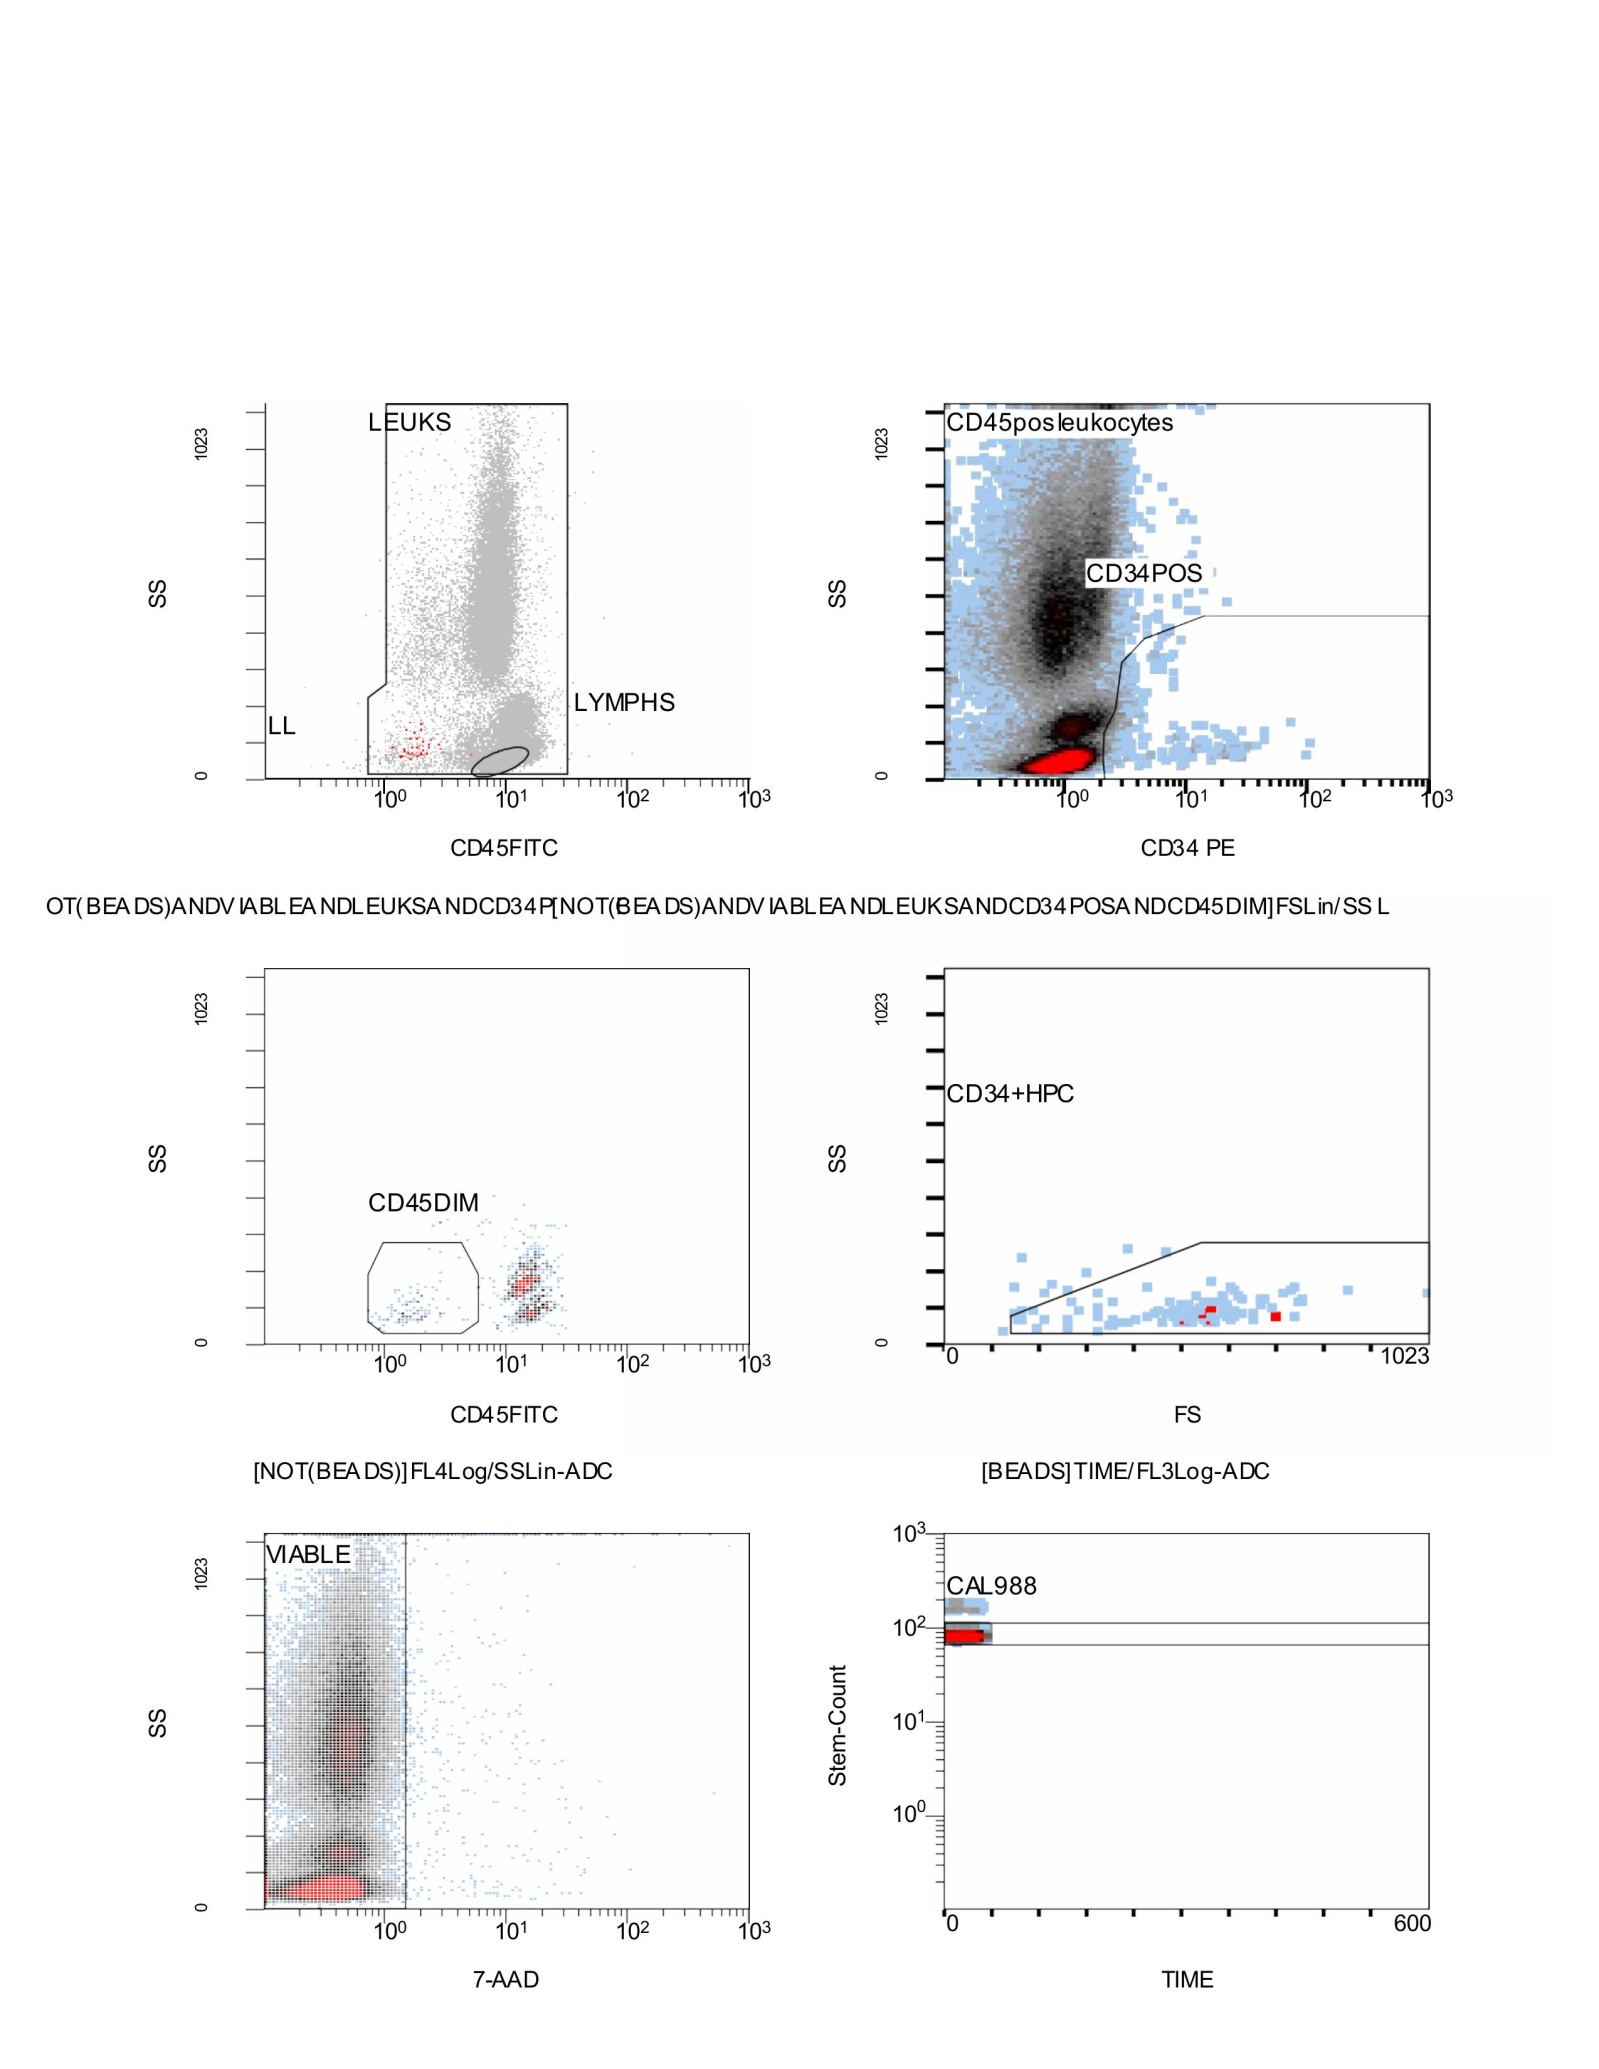 LEUKS
CD45posleukocytes
1023
SS
0
LL
LYMPHS
10⁰ 10¹ 10² 10³
CD45FITC
1023
SS
0
CD34POS
10⁰ 10¹ 10² 10³
CD34 PE
OT(BEADS)ANDVIABLEANDLEUKSANDCD34P[NOT(BEADS)ANDVIABLEANDLEUKSANDCD34POSANDCD45DIM]FSLin/SS L
1023
SS
0
CD45DIM
10⁰ 10¹ 10² 10³
CD45FITC
1023
SS
0
CD34+HPC
0 1023
FS
[NOT(BEADS)]FL4Log/SSLin-ADC
VIABLE
1023
SS
0
10⁰ 10¹ 10² 10³
7-AAD
[BEADS]TIME/FL3Log-ADC
10³
CAL988
10²
10¹
10⁰
Stem-Count
0 600
TIME